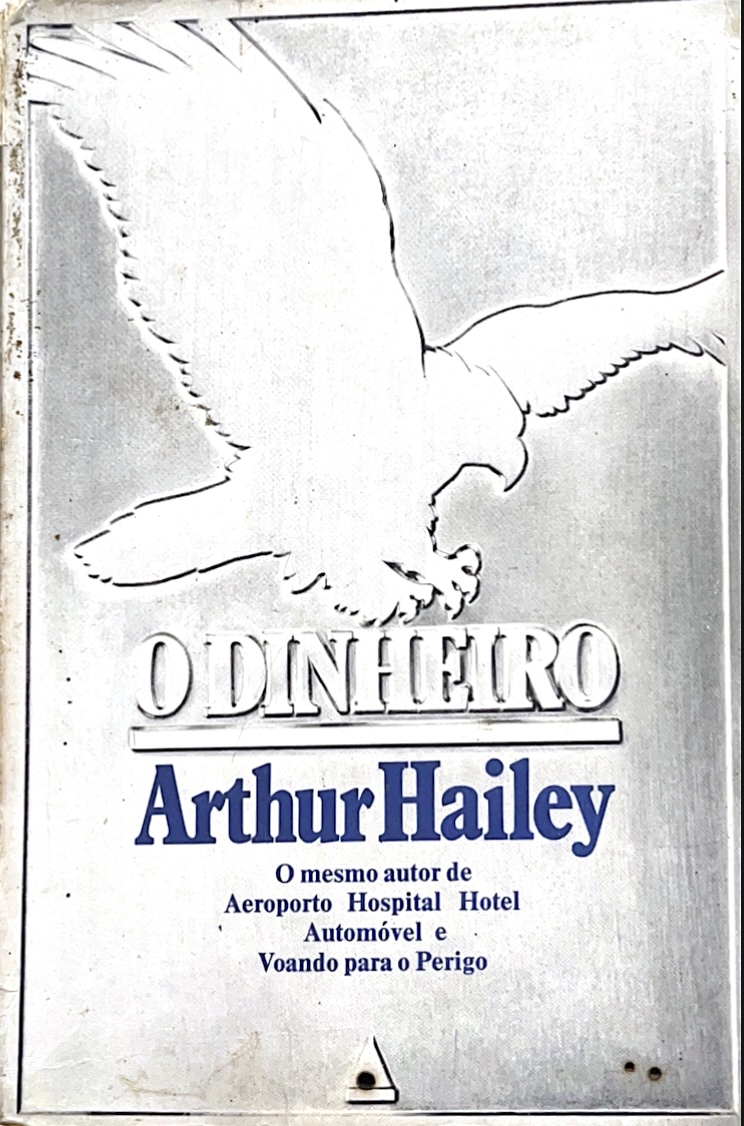 O DINHEIRO
Arthur Hailey
O mesmo autor de
Aeroporto Hospital Hotel
Automóvel e
Voando para o Perigo